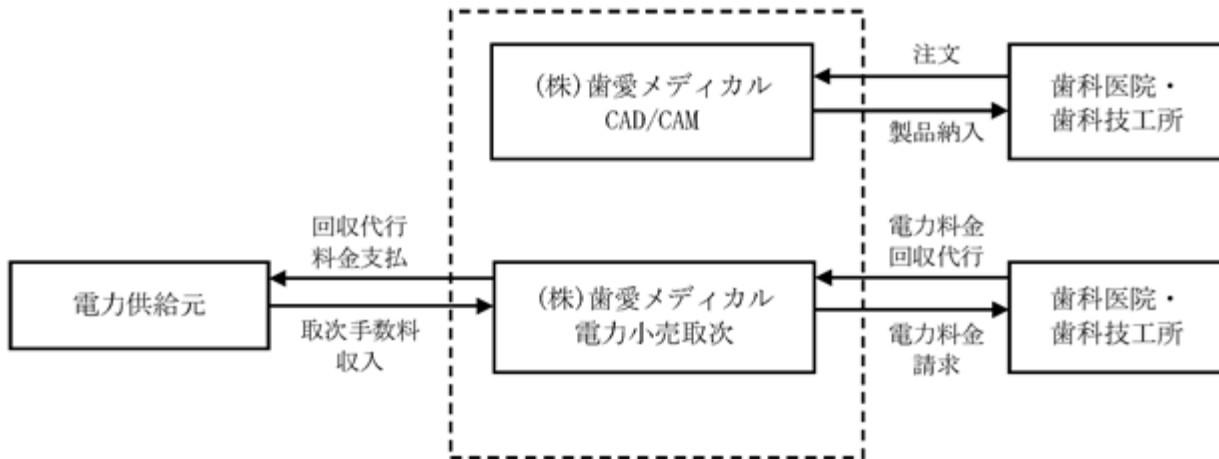 (株)歯愛メディカル
CAD/CAM
注文
製品納入
歯科医院・
歯科技工所
電力供給元
回収代行
料金支払
取次手数料
収入
(株)歯愛メディカル
電力小売取次
電力料金
回収代行
電力料金
請求
歯科医院・
歯科技工所